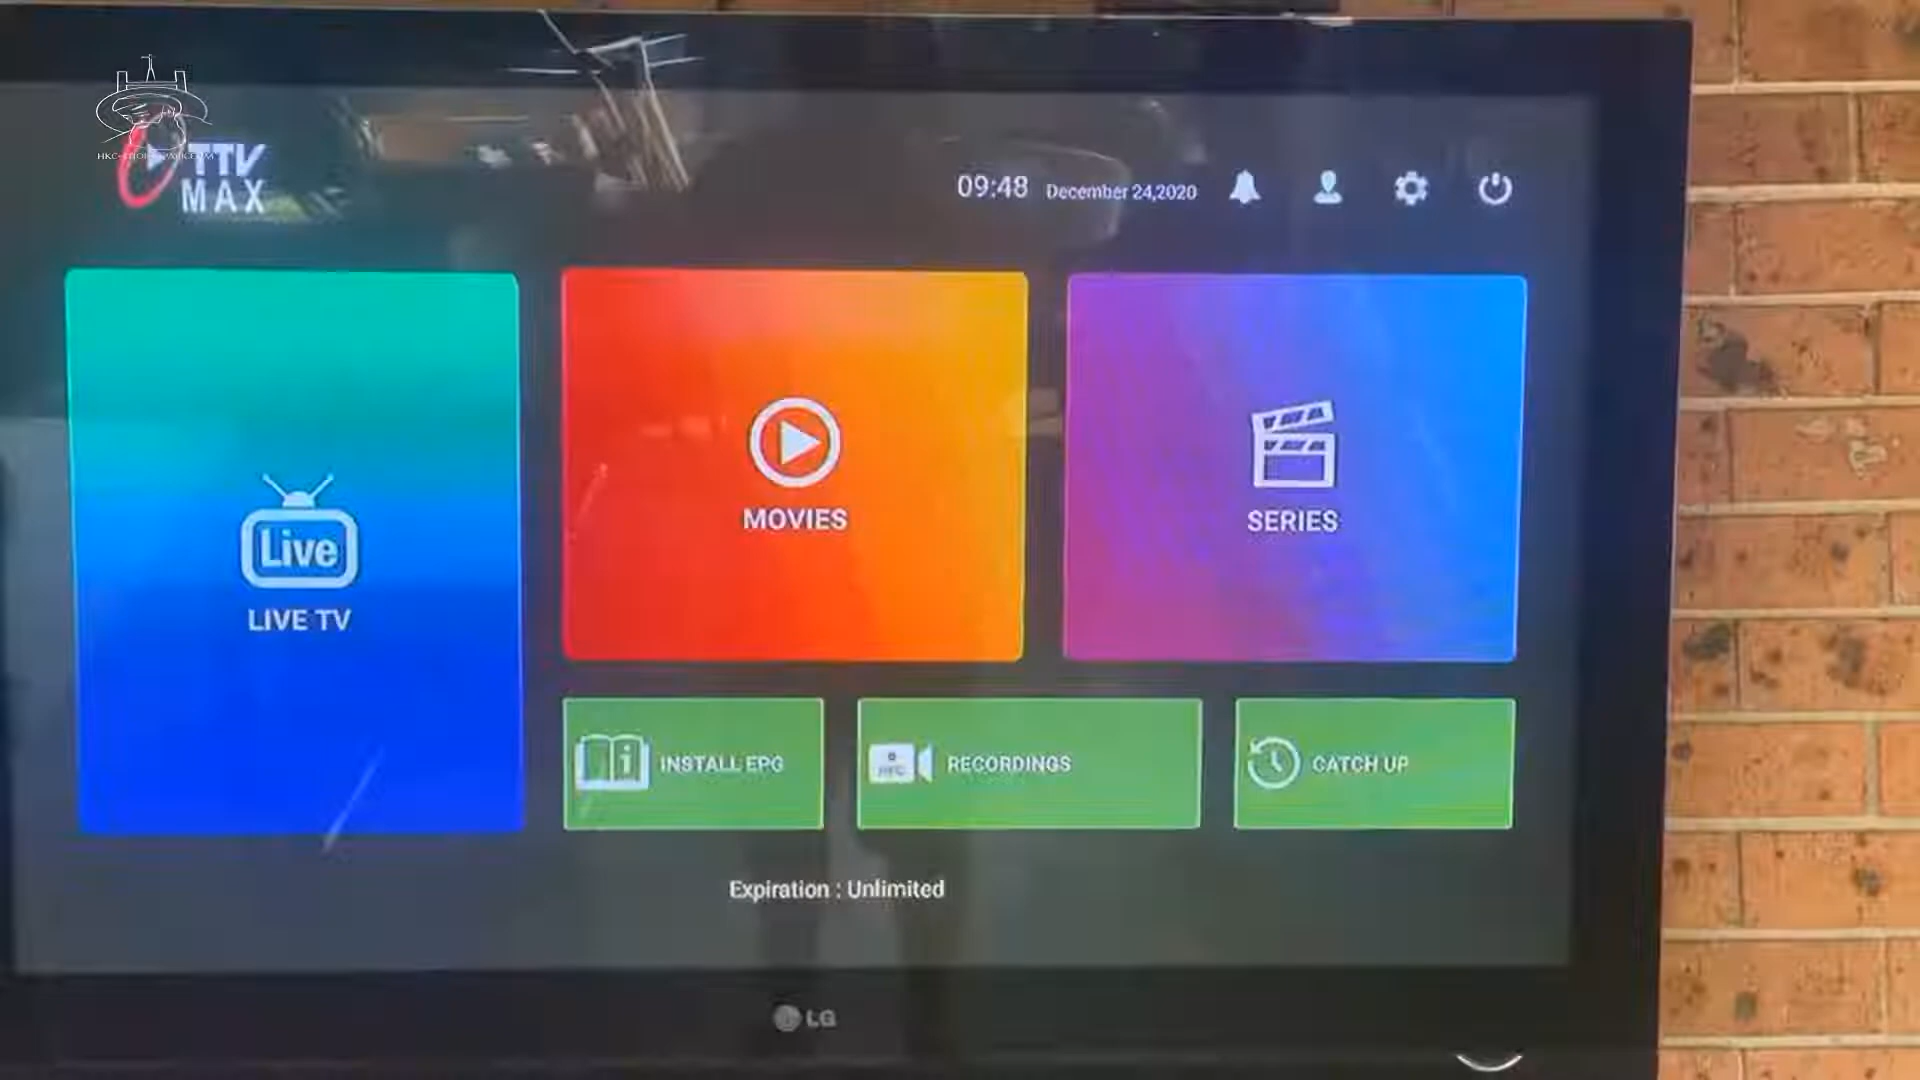 TTV
MAX
09:48
December 24,2020
Live
LIVE TV
MOVIES
SERIES
INSTALL EPG
RECORDINGS
CATCH UP
Expiration : Unlimited
LG